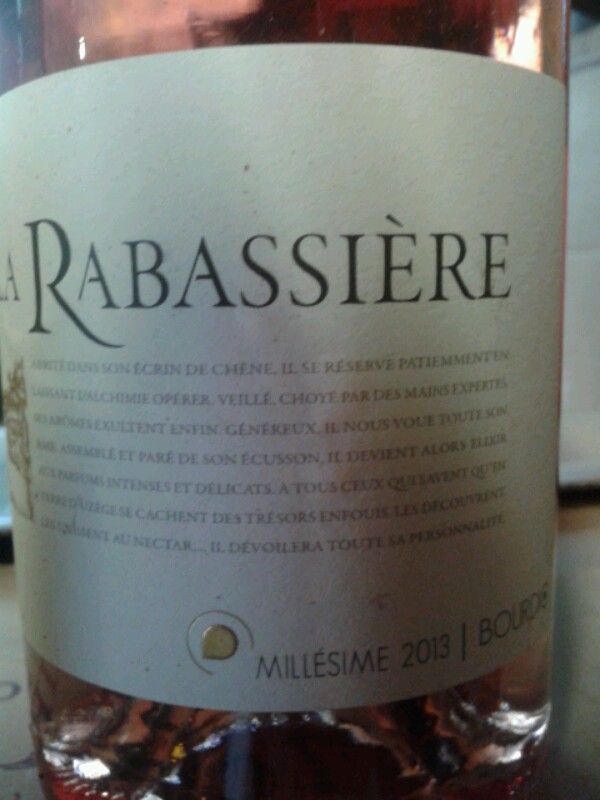 LA RABASSIÈRE
ABRITÉ DANS SON ÉCRIN DE CHÊNE, IL SE RÉSERVE PATIEMMENT EN
LAISSANT L'ALCHIMIE OPÉRER, VEILLÉ, CHOYÉ PAR DES MAINS EXPERTES,
SES ARÔMES EXULTENT ENFIN. GÉNÉREUX, IL NOUS VOUE TOUTE SON
ÂME. ASSEMBLÉ ET PARÉ DE SON ÉCUSSON, IL DEVIENT ALORS ELIXIR
AUX PARFUMS INTENSES ET DÉLICATS. A TOUS CEUX QUI SAVENT QU'EN
TERRE D'UZÈGE SE CACHENT DES TRÉSORS ENFOUIS, LES DÉCOUVRENT,
LES HISSENT AU NECTAR... IL DÉVOILERA TOUTE SA PERSONNALITÉ.
MILLÉSIME 2013 | BOURDIC